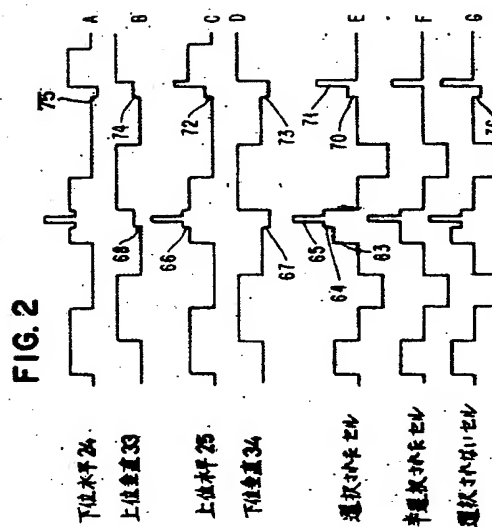 FIG. 2
下位水平24
A
75
上位垂直33
B
68
74
上位水平25
C
66
72
下位垂直34
D
67
73
選択されたセル
E
63
64
65
70
71
半選択されたセル
F
選択されないセル
G